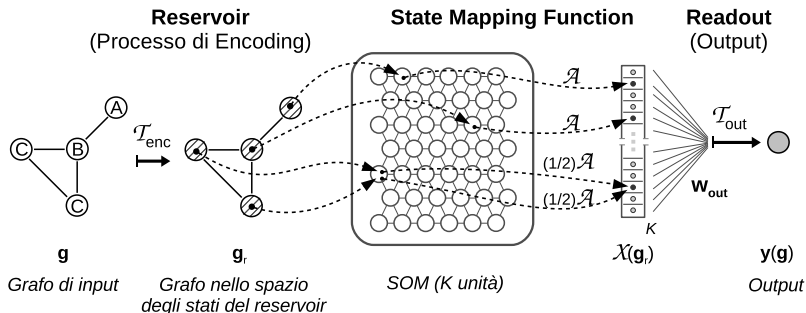 Reservoir
(Processo di Encoding)
State Mapping Function
Readout
(Output)
A
C
B
C
𝒯enc
𝒜
𝒜
(1/2)𝒜
(1/2)𝒜
K
𝒯out
wout
g
gr
𝒳(gr)
y(g)
Grafo di input
Grafo nello spazio
degli stati del reservoir
SOM (K unità)
Output